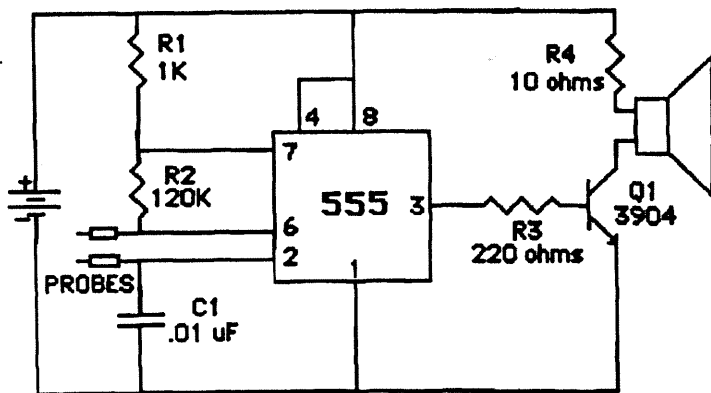 R1
1K
R4
10 ohms
4 8
7
R2
120K
555
3
+
-
6
2
1
PROBES
C1
.01 uF
R3
220 ohms
Q1
3904